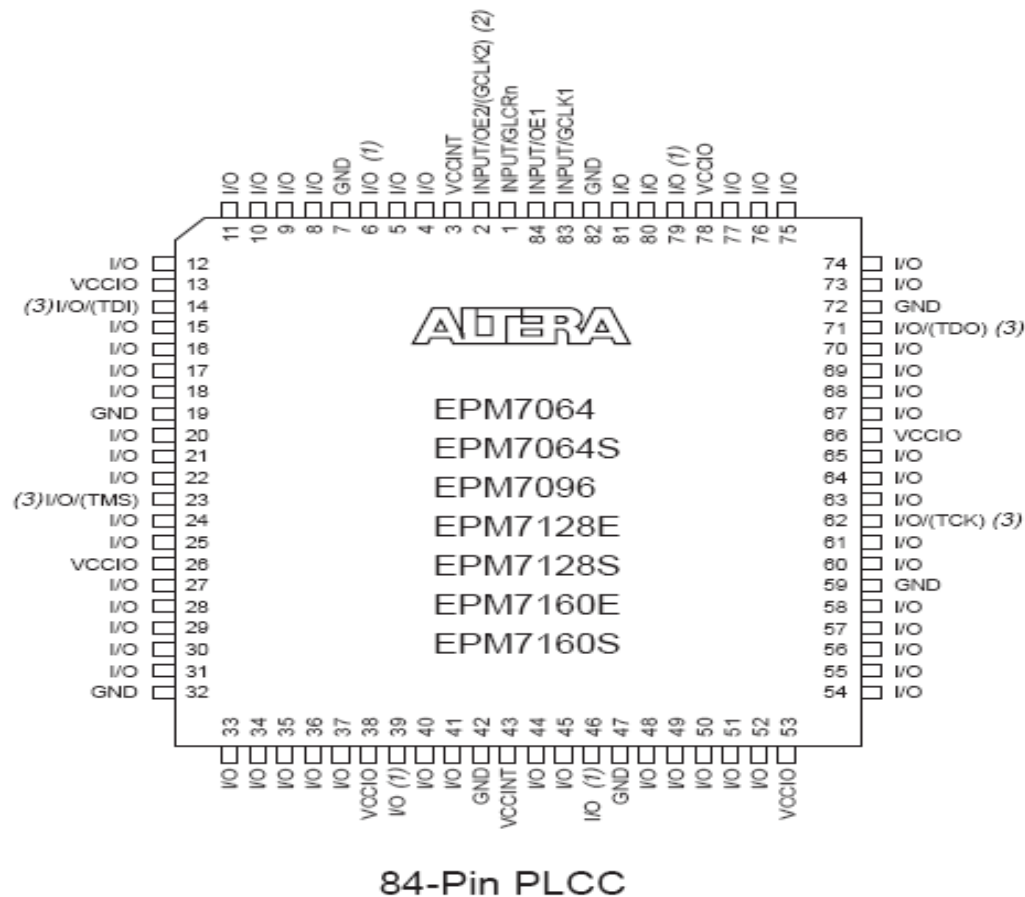 I/O
I/O
I/O
I/O
GND
I/O (1)
I/O
I/O
VCCINT
INPUT/OE2/(GCLK2) (2)
INPUT/GLCRn
INPUT/OE1
INPUT/GCLK1
GND
I/O
I/O
I/O (1)
VCCIO
I/O
I/O
I/O
11 10 9 8 7 6 5 4 3 2 1 84 83 82 81 80 79 78 77 76 75
I/O 12
VCCIO 13
(3)I/O/(TDI) 14
I/O 15
I/O 16
I/O 17
I/O 18
GND 19
I/O 20
I/O 21
I/O 22
(3)I/O/(TMS) 23
I/O 24
I/O 25
VCCIO 26
I/O 27
I/O 28
I/O 29
I/O 30
I/O 31
GND 32
ALTERA
EPM7064
EPM7064S
EPM7096
EPM7128E
EPM7128S
EPM7160E
EPM7160S
74 I/O
73 I/O
72 GND
71 I/O/(TDO) (3)
70 I/O
69 I/O
68 I/O
67 I/O
66 VCCIO
65 I/O
64 I/O
63 I/O
62 I/O/(TCK) (3)
61 I/O
60 I/O
59 GND
58 I/O
57 I/O
56 I/O
55 I/O
54 I/O
33 34 35 36 37 38 39 40 41 42 43 44 45 46 47 48 49 50 51 52 53
I/O
I/O
I/O
I/O
I/O
VCCIO
I/O (1)
I/O
I/O
GND
VCCINT
I/O
I/O
I/O (1)
GND
I/O
I/O
I/O
I/O
I/O
VCCIO
84-Pin PLCC